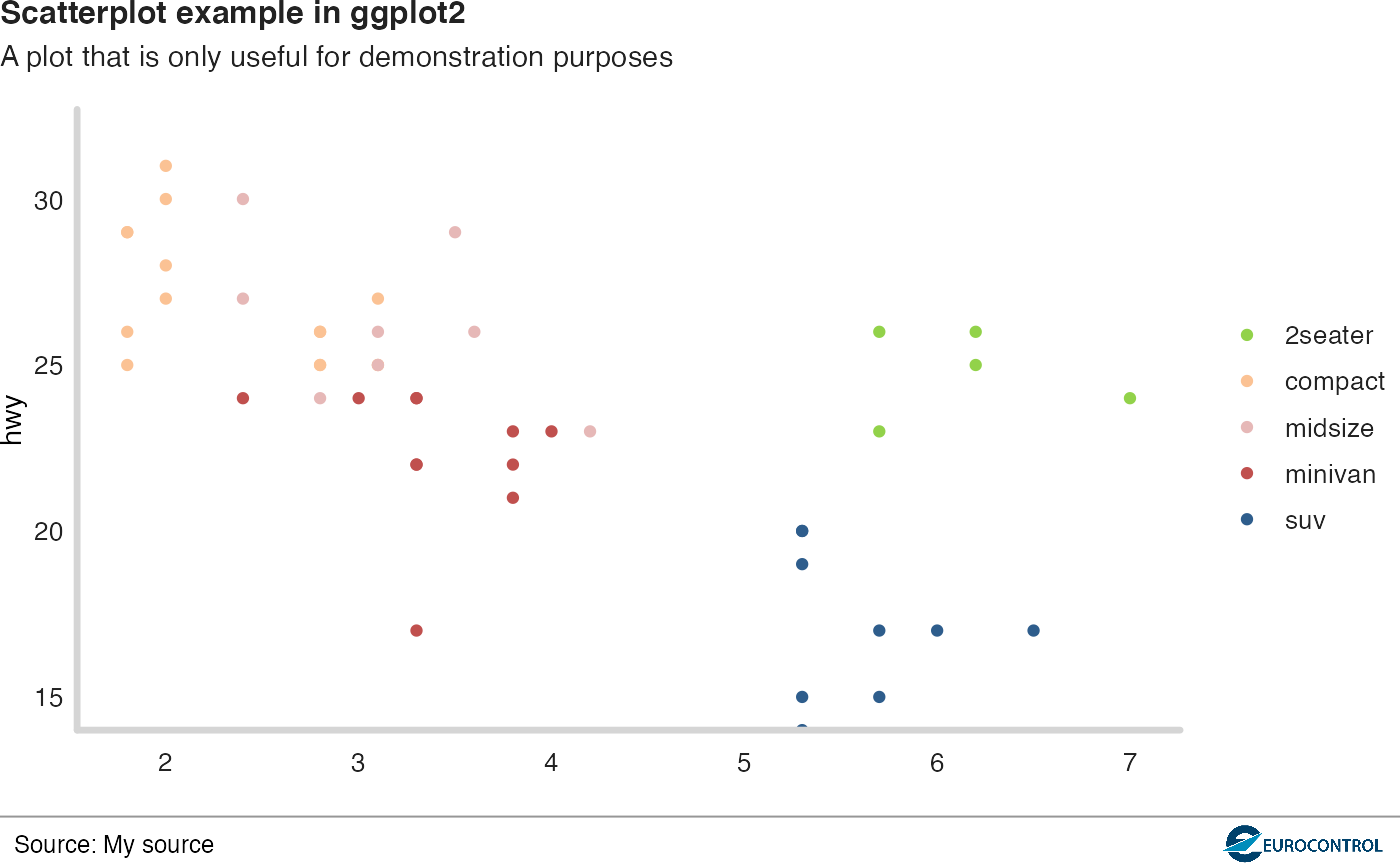 Scatterplot example in ggplot2
A plot that is only useful for demonstration purposes
hwy
30
25
20
15
2 3 4 5 6 7
2seater
compact
midsize
minivan
suv
Source: My source
EUROCONTROL